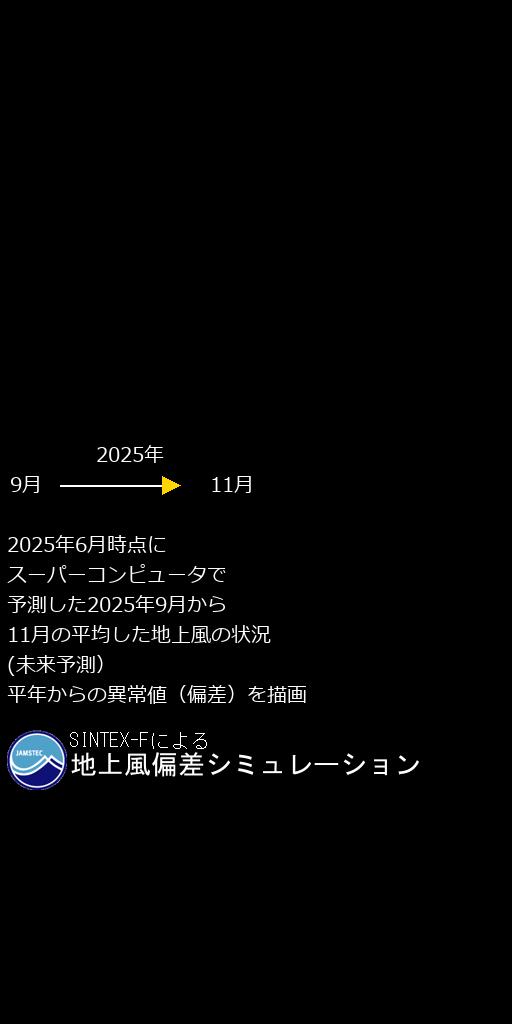 2025年
9月 11月
2025年6月時点に
スーパーコンピュータで
予測した2025年9月から
11月の平均した地上風の状況
(未来予測）
平年からの異常値（偏差）を描画
SINTEX-Fによる
JAMSTEC
地上風偏差シミュレーション